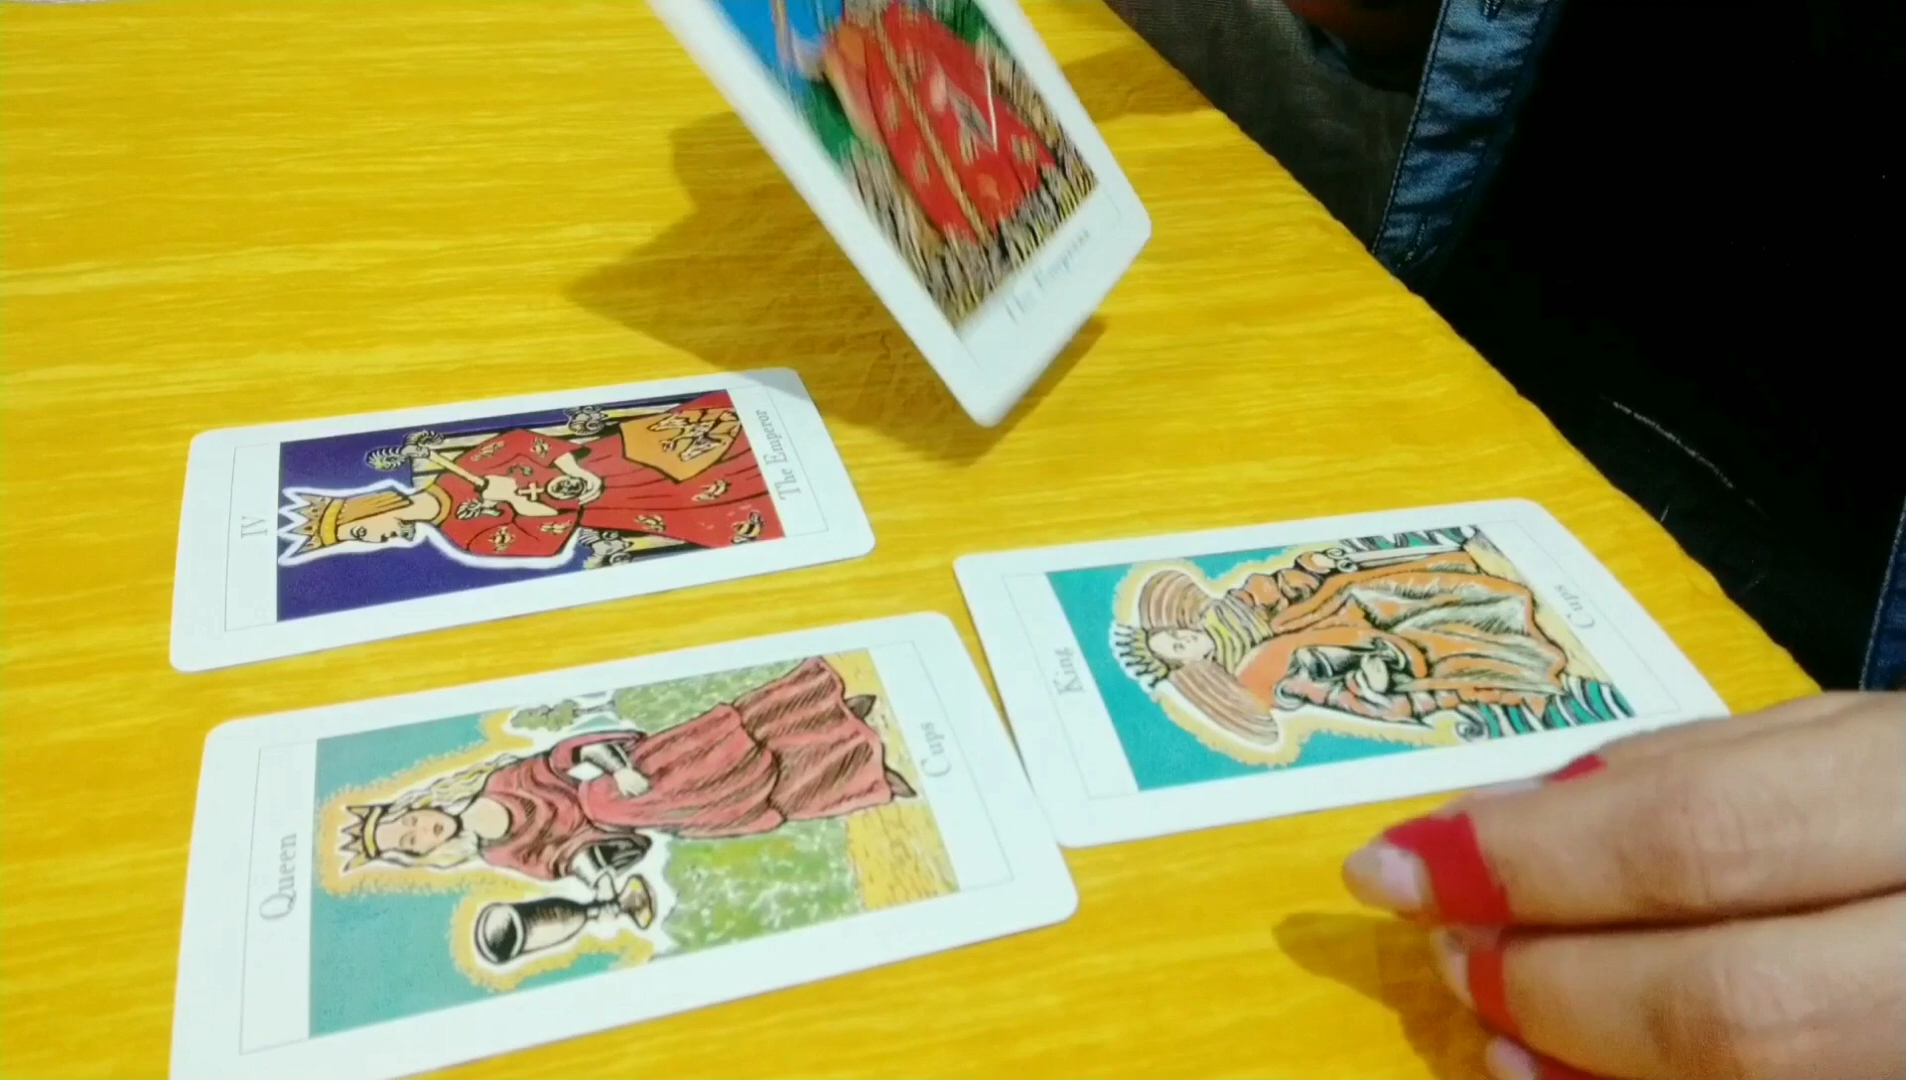 The Empress
IV
The Emperor
King
Cups
Queen
Cups